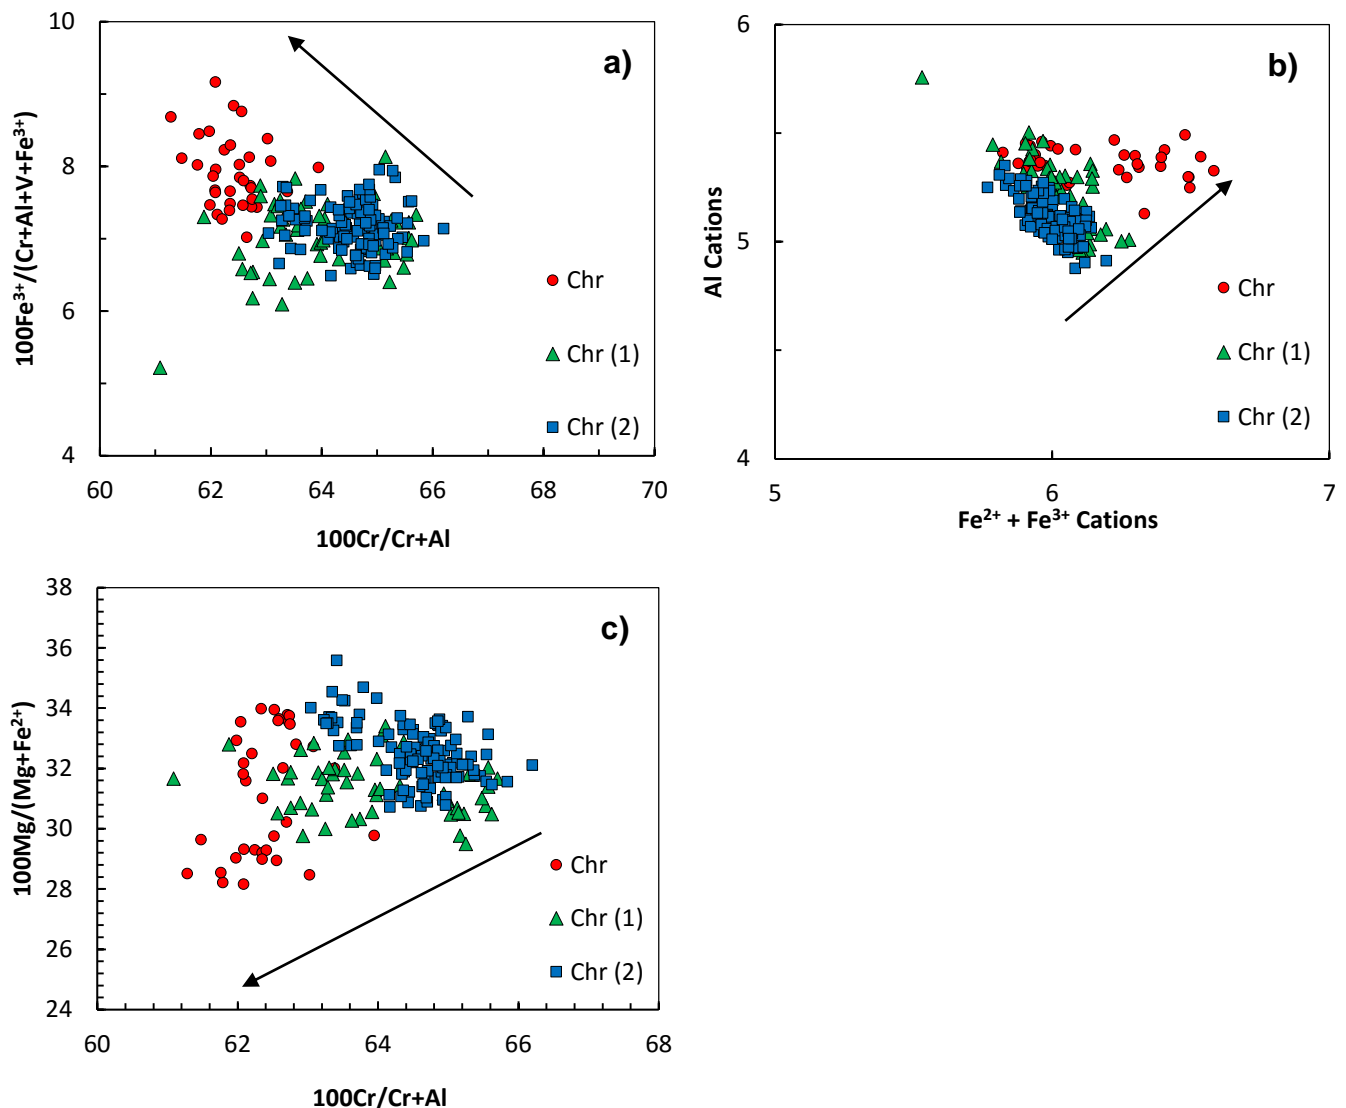 a)
100Fe³⁺/(Cr+Al+V+Fe³⁺)
10
8
6
4
60 62 64 66 68 70
100Cr/Cr+Al
Chr
Chr (1)
Chr (2)
b)
Al Cations
6
5
4
5 6 7
Fe²⁺ + Fe³⁺ Cations
Chr
Chr (1)
Chr (2)
c)
100Mg/(Mg+Fe²⁺)
38
36
34
32
30
28
26
24
60 62 64 66 68
100Cr/Cr+Al
Chr
Chr (1)
Chr (2)